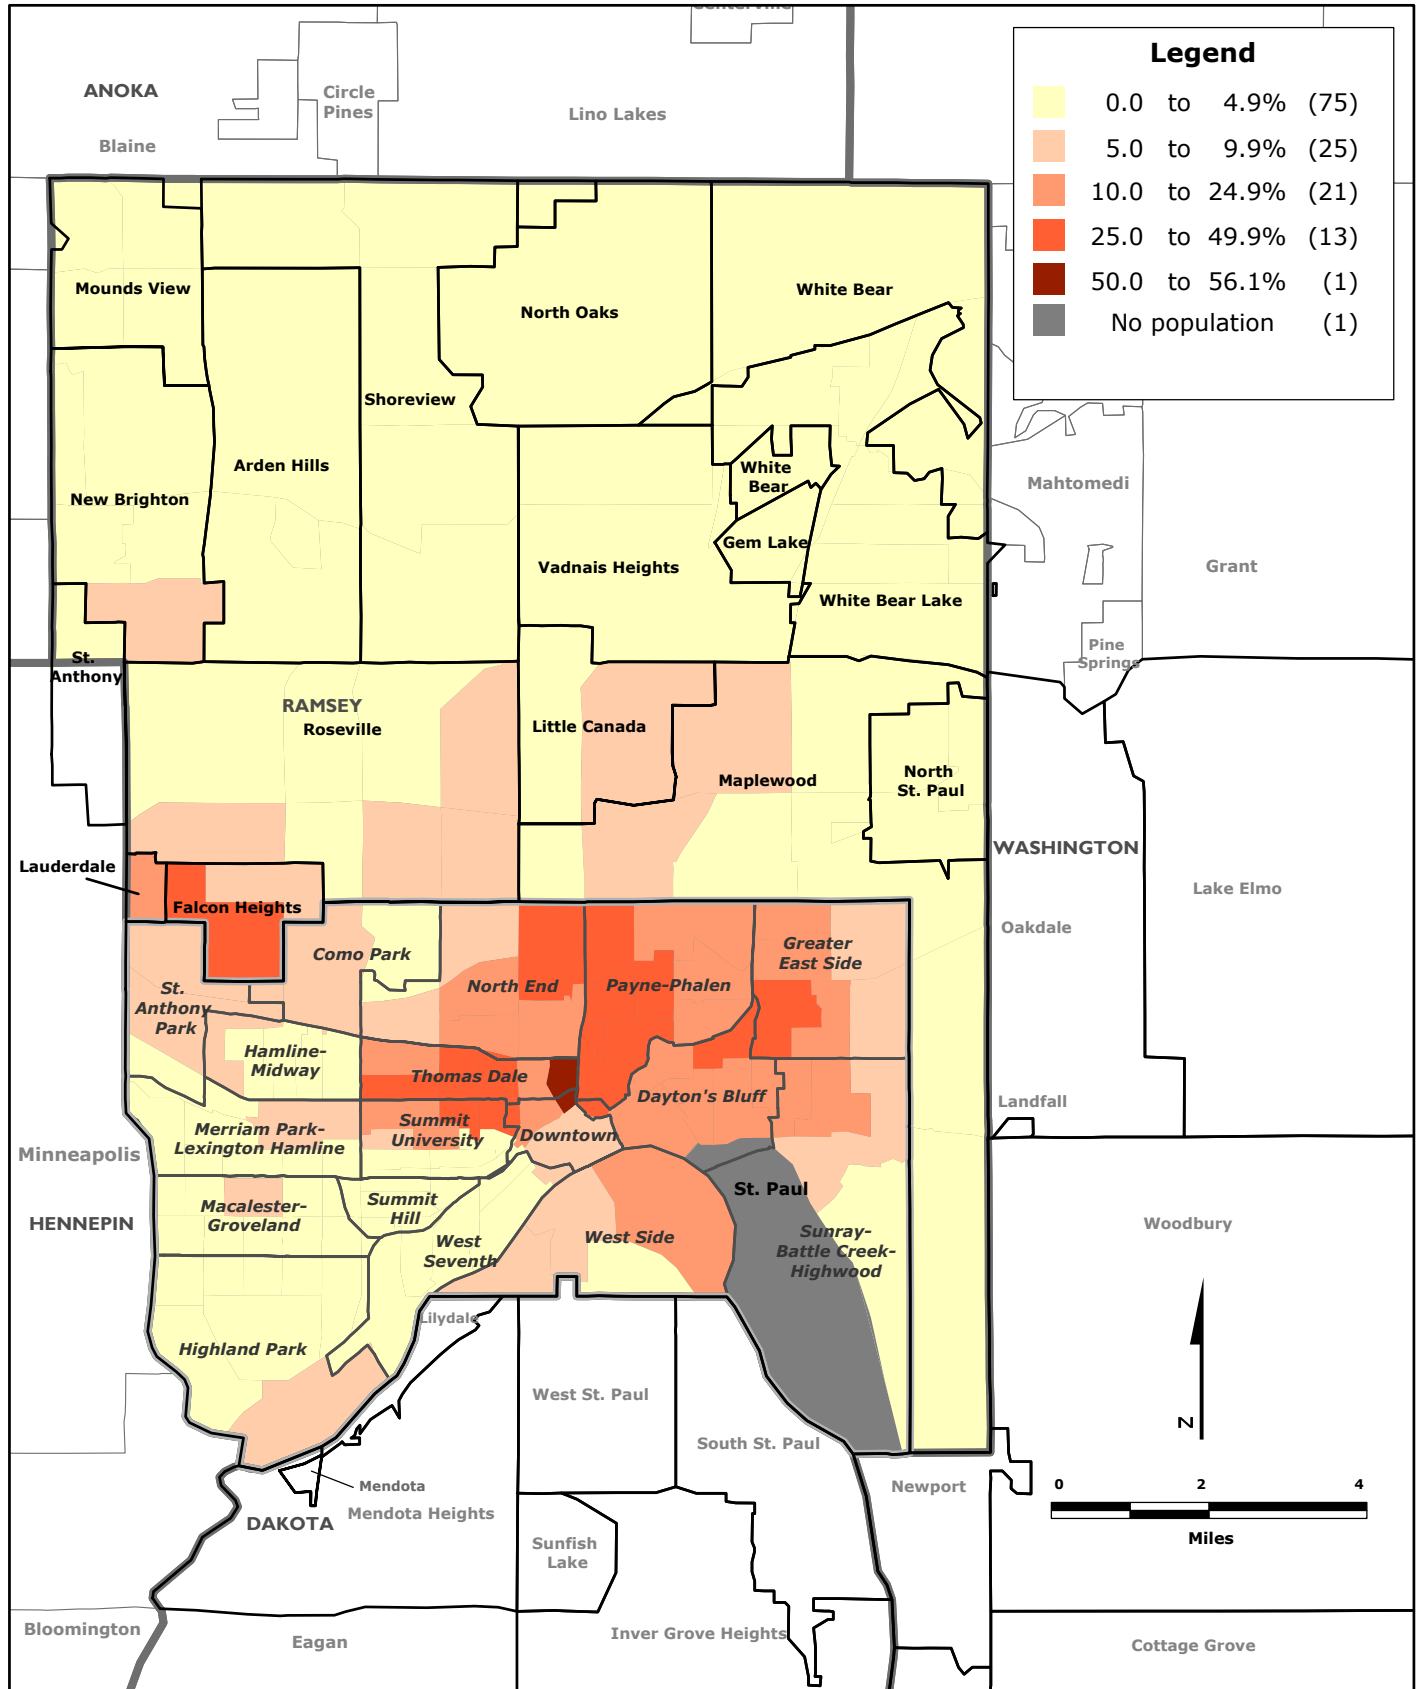 Centerville
Legend
0.0 to 4.9% (75)
5.0 to 9.9% (25)
10.0 to 24.9% (21)
25.0 to 49.9% (13)
50.0 to 56.1% (1)
No population (1)
ANOKA
Circle
Pines
Lino Lakes
Blaine
Mounds View
North Oaks
White Bear
Shoreview
Arden Hills
New Brighton
White
Bear
Gem Lake
Vadnais Heights
White Bear Lake
Mahtomedi
Grant
Pine
Springs
St.
Anthony
RAMSEY
Roseville
Little Canada
Maplewood
North
St. Paul
WASHINGTON
Lauderdale
Falcon Heights
Lake Elmo
Oakdale
Como Park
Greater
East Side
North End
Payne-Phalen
St.
Anthony
Park
Hamline-
Midway
Thomas Dale
Dayton's Bluff
Landfall
Merriam Park-
Lexington Hamline
Summit
University
Downtown
Minneapolis
St. Paul
Macalester-
Groveland
Summit
Hill
HENNEPIN
West
Seventh
West Side
Sunray-
Battle Creek-
Highwood
Woodbury
Lilydale
Highland Park
West St. Paul
South St. Paul
N
Mendota
Mendota Heights
DAKOTA
Newport
0 2 4
Miles
Sunfish
Lake
Bloomington
Eagan
Inver Grove Heights
Cottage Grove